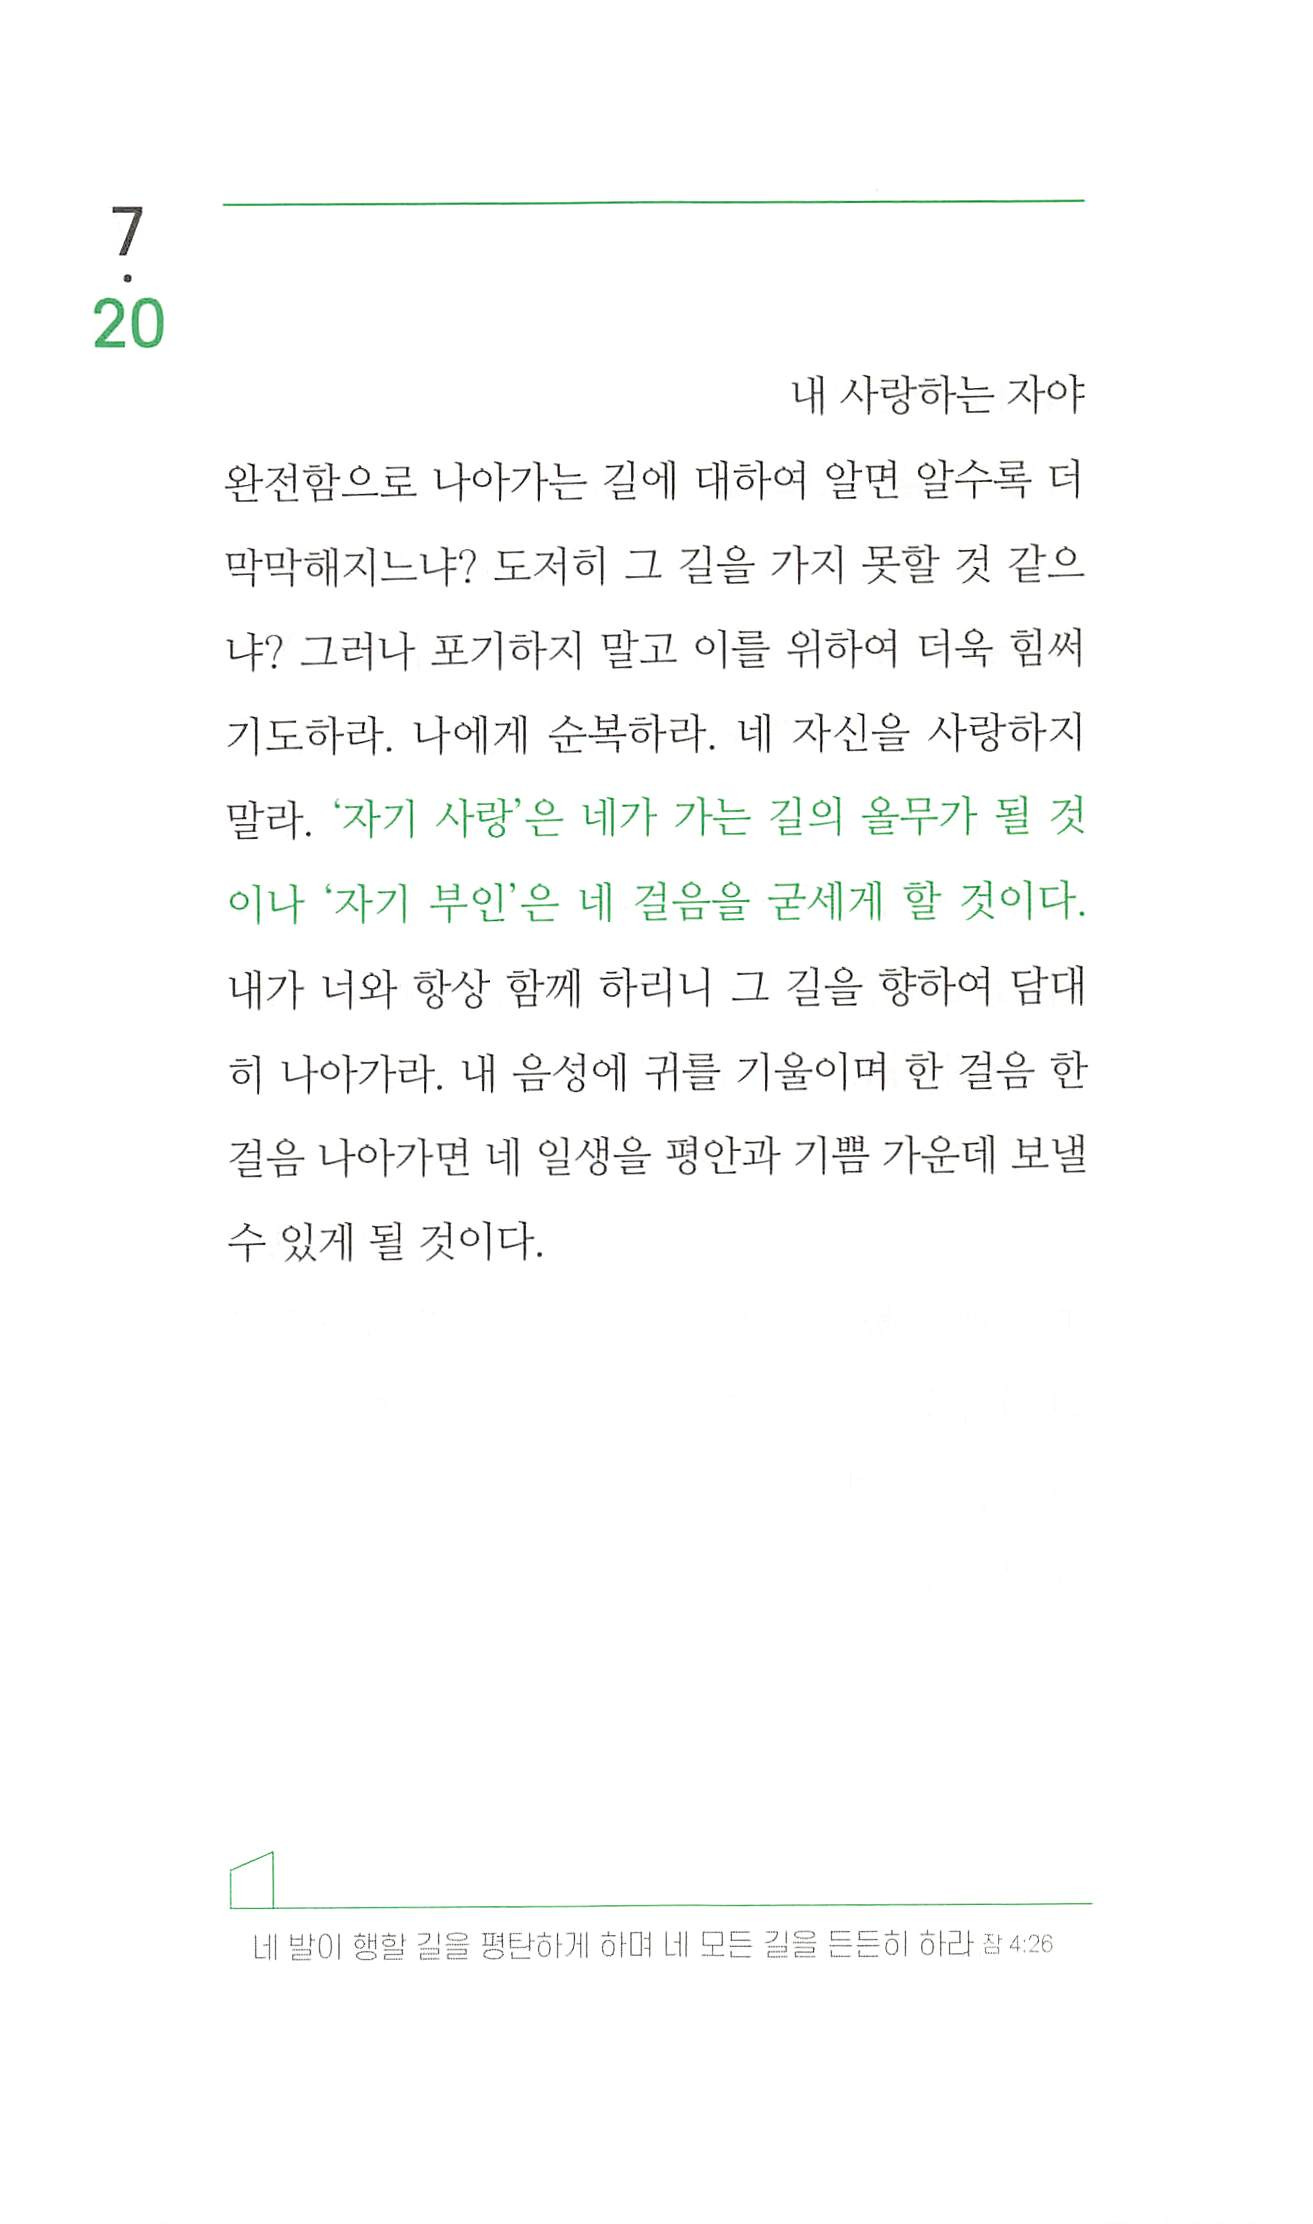 7
.
20
내 사랑하는 자야
완전함으로 나아가는 길에 대하여 알면 알수록 더
막막해지느냐? 도저히 그 길을 가지 못할 것 같으
냐? 그러나 포기하지 말고 이를 위하여 더욱 힘써
기도하라. 나에게 순복하라. 네 자신을 사랑하지
말라. ‘자기 사랑’은 네가 가는 길의 올무가 될 것
이나 ‘자기 부인’은 네 걸음을 굳세게 할 것이다.
내가 너와 항상 함께 하리니 그 길을 향하여 담대
히 나아가라. 내 음성에 귀를 기울이며 한 걸음 한
걸음 나아가면 네 일생을 평안과 기쁨 가운데 보낼
수 있게 될 것이다.
네 발이 행할 길을 평탄하게 하며 네 모든 길을 든든히 하라 잠 4:26